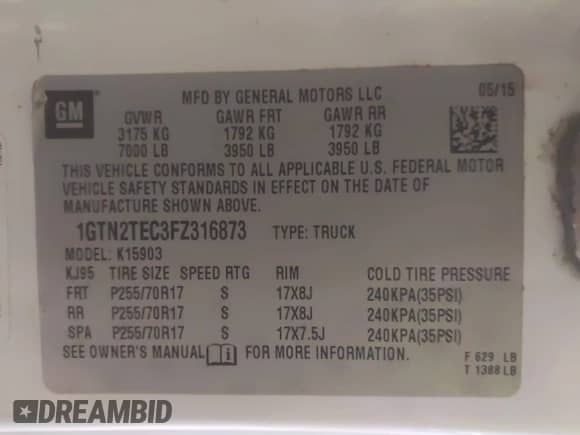 GM
MFD BY GENERAL MOTORS LLC 05/15
GVWR GAWR FRT GAWR RR
3175 KG 1792 KG 1792 KG
7000 LB 3950 LB 3950 LB
THIS VEHICLE CONFORMS TO ALL APPLICABLE U.S. FEDERAL MOTOR
VEHICLE SAFETY STANDARDS IN EFFECT ON THE DATE OF
MANUFACTURE SHOWN ABOVE.
1GTN2TEC3FZ316873 TYPE: TRUCK
MODEL: K15903
KJ95 TIRE SIZE SPEED RTG RIM COLD TIRE PRESSURE
FRT P255/70R17 S 17X8J 240KPA(35PSI)
RR P255/70R17 S 17X8J 240KPA(35PSI)
SPA P255/70R17 S 17X7.5J 240KPA(35PSI)
SEE OWNER'S MANUAL FOR MORE INFORMATION.
F 629 LB
T 1388 LB
DREAMBID